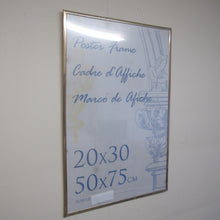 Poster Frame
Cadre d'Affiche
Marco de Afiche
20x30
50x75CM